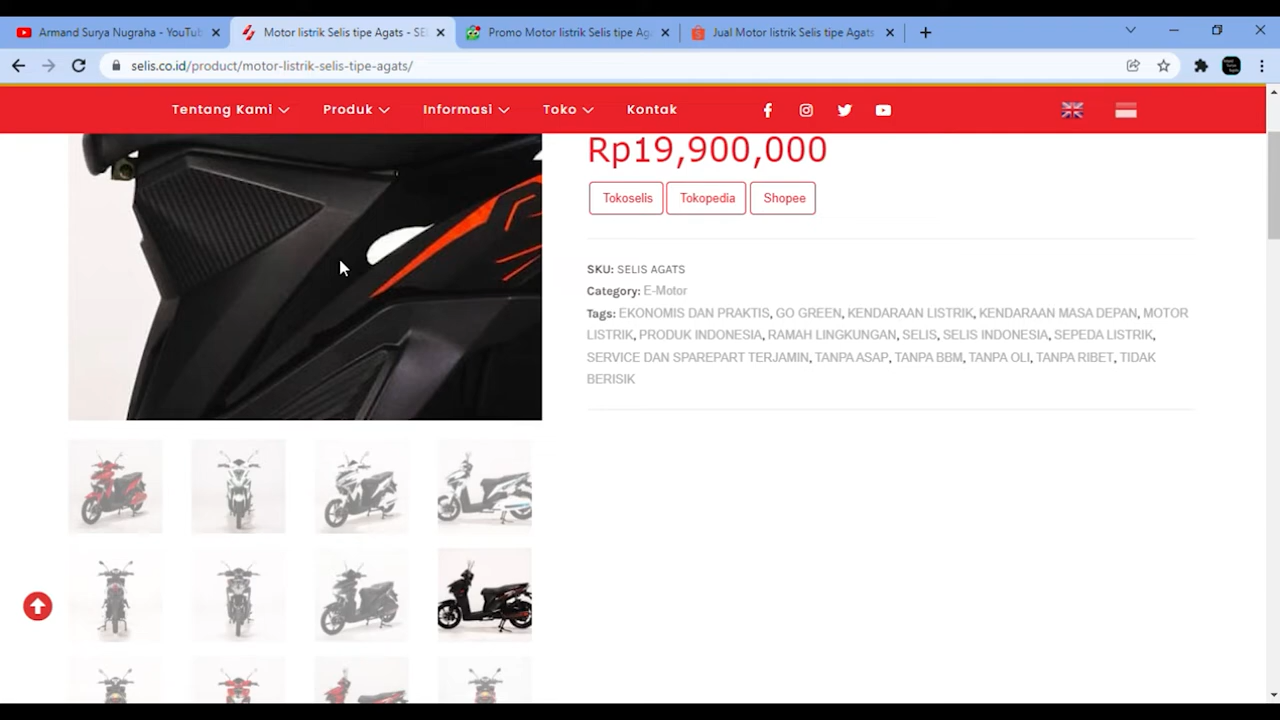 Armand Surya Nugraha - YouTub
Motor listrik Selis tipe Agats - SE
Promo Motor listrik Selis tipe Ag
Jual Motor listrik Selis tipe Agats
selis.co.id/product/motor-listrik-selis-tipe-agats/
Tentang Kami Produk Informasi Toko Kontak
Rp19,900,000
Tokoselis Tokopedia Shopee
SKU: SELIS AGATS
Category: E-Motor
Tags: EKONOMIS DAN PRAKTIS, GO GREEN, KENDARAAN LISTRIK, KENDARAAN MASA DEPAN, MOTOR
LISTRIK, PRODUK INDONESIA, RAMAH LINGKUNGAN, SELIS, SELIS INDONESIA, SEPEDA LISTRIK,
SERVICE DAN SPAREPART TERJAMIN, TANPA ASAP, TANPA BBM, TANPA OLI, TANPA RIBET, TIDAK
BERISIK